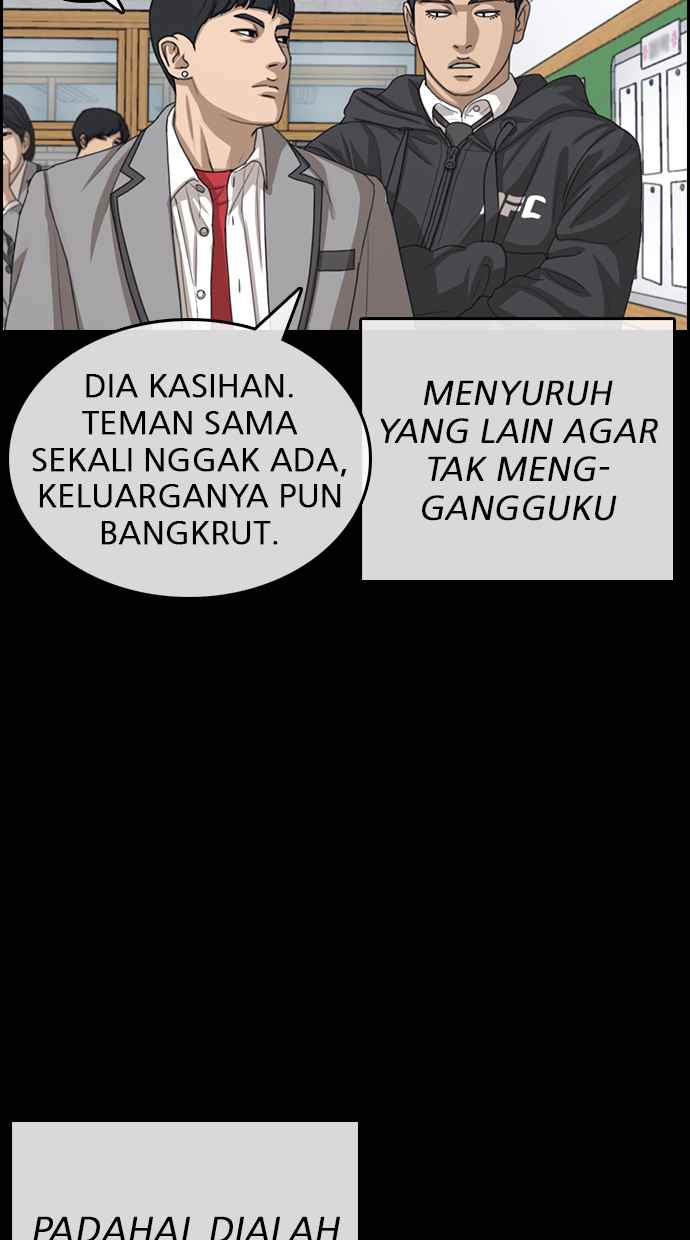 DIA KASIHAN.
TEMAN SAMA
SEKALI NGGAK ADA,
KELUARGANYA PUN
BANGKRUT.
MENYURUH
YANG LAIN AGAR
TAK MENG-
GANGGUKU
PADAHAL DIALAH